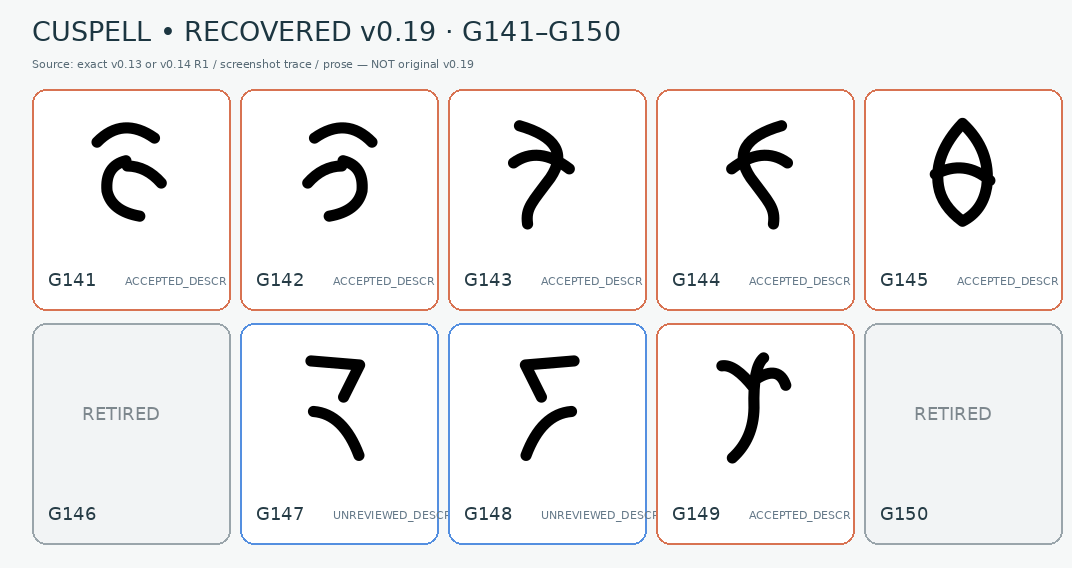 CUSPELL • RECOVERED v0.19 · G141–G150
Source: exact v0.13 or v0.14 R1 / screenshot trace / prose — NOT original v0.19
G141 ACCEPTED_DESCR
G142 ACCEPTED_DESCR
G143 ACCEPTED_DESCR
G144 ACCEPTED_DESCR
G145 ACCEPTED_DESCR
RETIRED
G146
G147 UNREVIEWED_DESCR
G148 UNREVIEWED_DESCR
G149 ACCEPTED_DESCR
RETIRED
G150